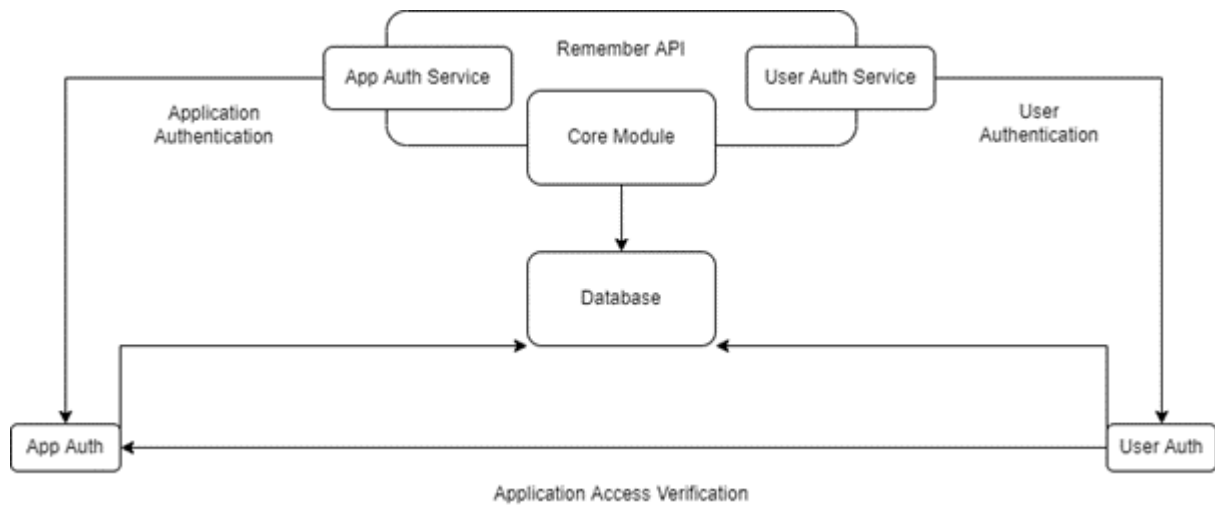 Remember API
App Auth Service
User Auth Service
Application
Authentication
User
Authentication
Core Module
Database
App Auth
User Auth
Application Access Verification